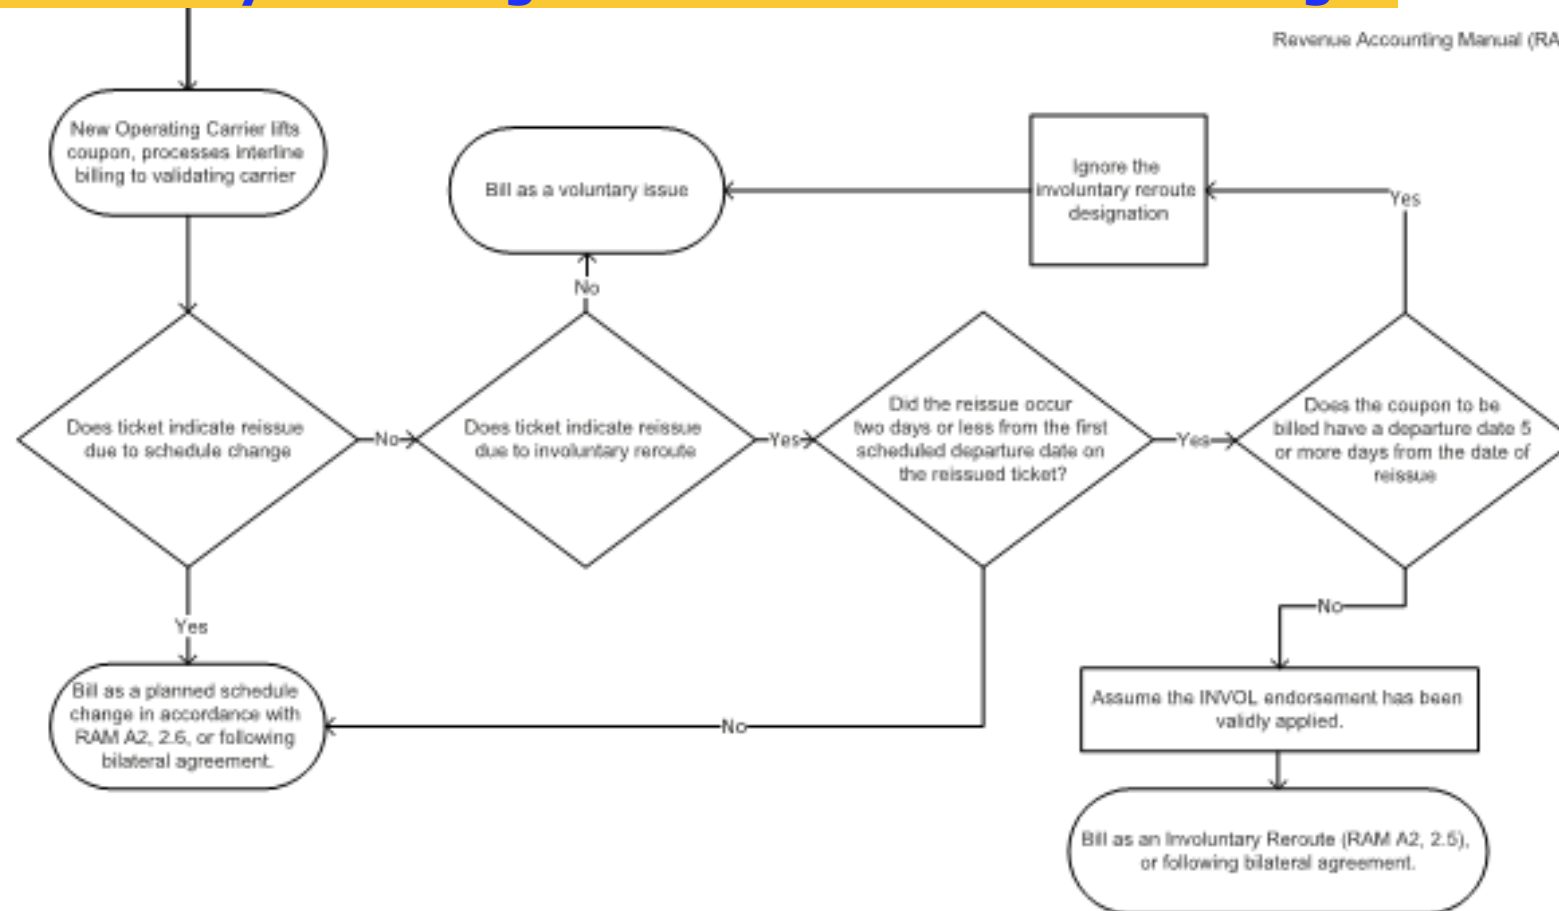 Revenue Accounting Manual (RA
New Operating Carrier lifts
coupon, processes interline
billing to validating carrier
Bill as a voluntary issue
Ignore the
involuntary reroute
designation
Yes
No
Does ticket indicate reissue
due to schedule change
No
Does ticket indicate reissue
due to involuntary reroute
Yes
Did the reissue occur
two days or less from the first
scheduled departure date on
the reissued ticket?
Yes
Does the coupon to be
billed have a departure date 5
or more days from the date of
reissue
Yes
No
Bill as a planned schedule
change in accordance with
RAM A2, 2.6, or following
bilateral agreement.
No
Assume the INVOL endorsement has been
validly applied.
Bill as an Involuntary Reroute (RAM A2, 2.5),
or following bilateral agreement.